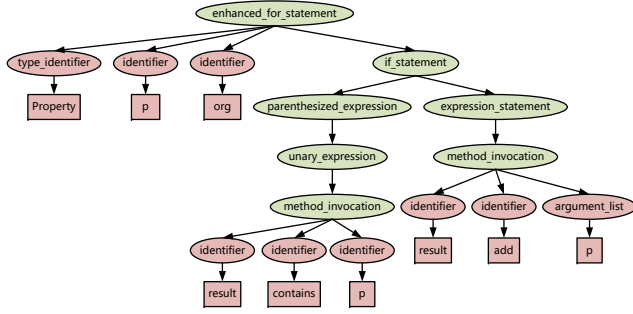 enhanced_for_statement
type_identifier identifier identifier if_statement
Property p org parenthesized_expression expression_statement
unary_expression method_invocation
method_invocation identifier identifier argument_list
identifier identifier identifier result add p
result contains p